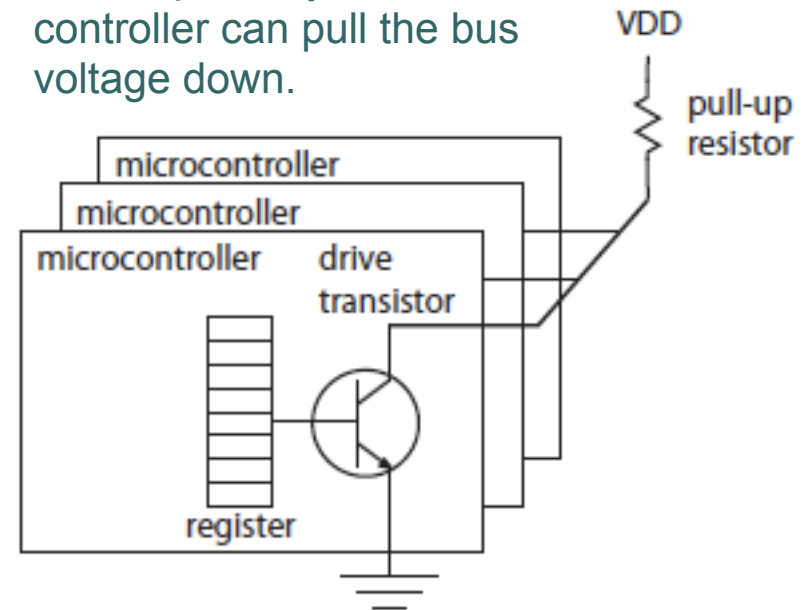 controller can pull the bus
voltage down.
VDD
pull-up
resistor
microcontroller
microcontroller
microcontroller
drive
transistor
register